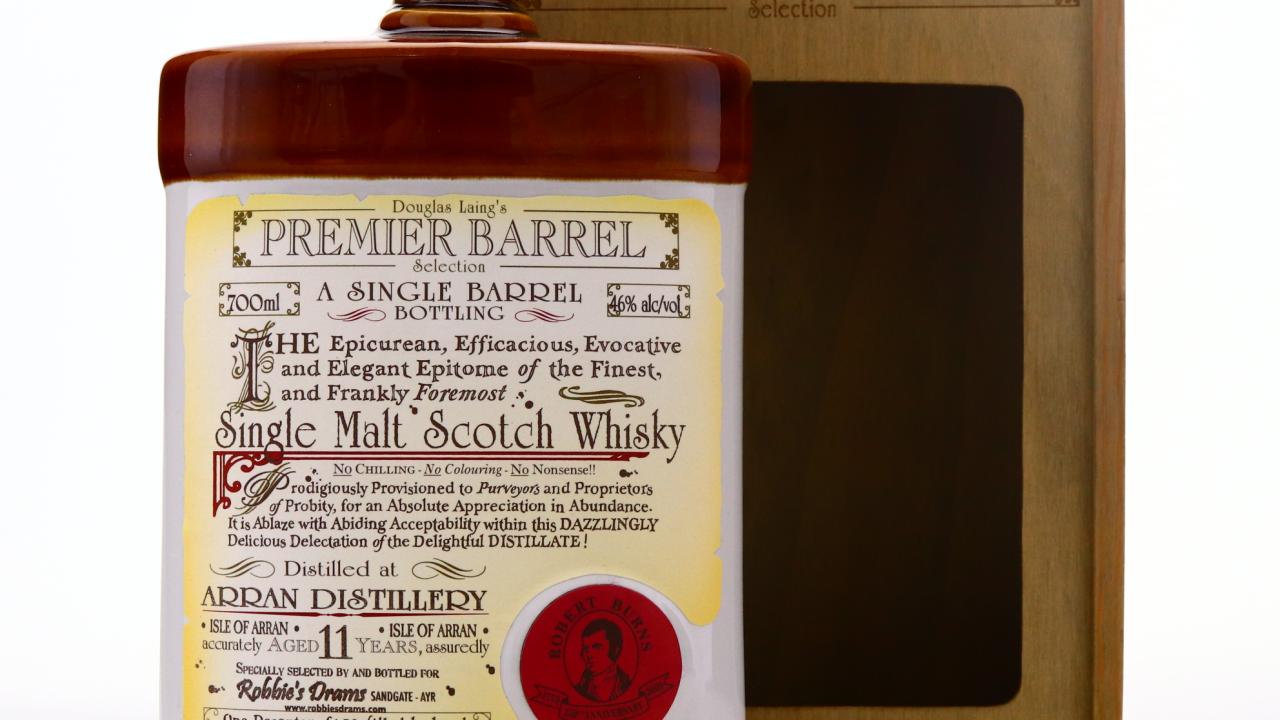 Selection
Douglas Laing's
PREMIER BARREL
Selection
700ml
A SINGLE BARREL
BOTTLING
46% alc/vol
THE Epicurean, Efficacious, Evocative
and Elegant Epitome of the Finest,
and Frankly Foremost
Single Malt Scotch Whisky
No CHILLING - No Colouring - No Nonsense!!
Prodigiously Provisioned to Purveyors and Proprietors
of Probity, for an Absolute Appreciation in Abundance.
It is Ablaze with Abiding Acceptability within this DAZZLINGLY
Delicious Delectation of the Delightful DISTILLATE!
Distilled at
ARRAN DISTILLERY
• ISLE OF ARRAN • • ISLE OF ARRAN •
accurately AGED 11 YEARS, assuredly
SPECIALLY SELECTED BY AND BOTTLED FOR
Robbie's Drams SANDGATE - AYR
www.robbiesdrams.com
ROBERT BURNS
ANNIVERSARY